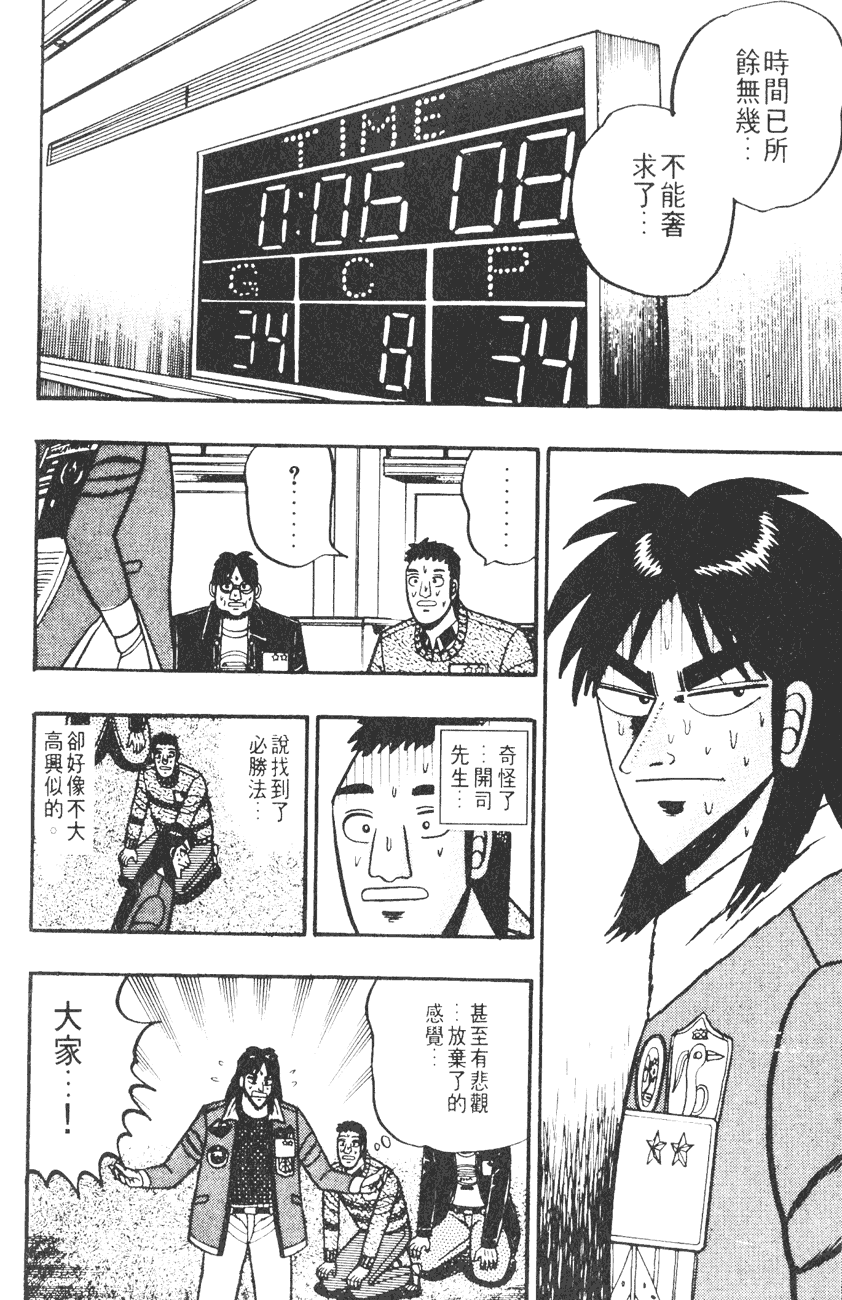 時間已所
餘無幾…
不能奢
求了…
TIME
0:05 08
G C P
34 8 34
………
？………
奇怪了
…開司
先生…
說找到了
必勝法…
卻好像不大
高興似的。
甚至有悲觀
…放棄了的
感覺…
大家…！